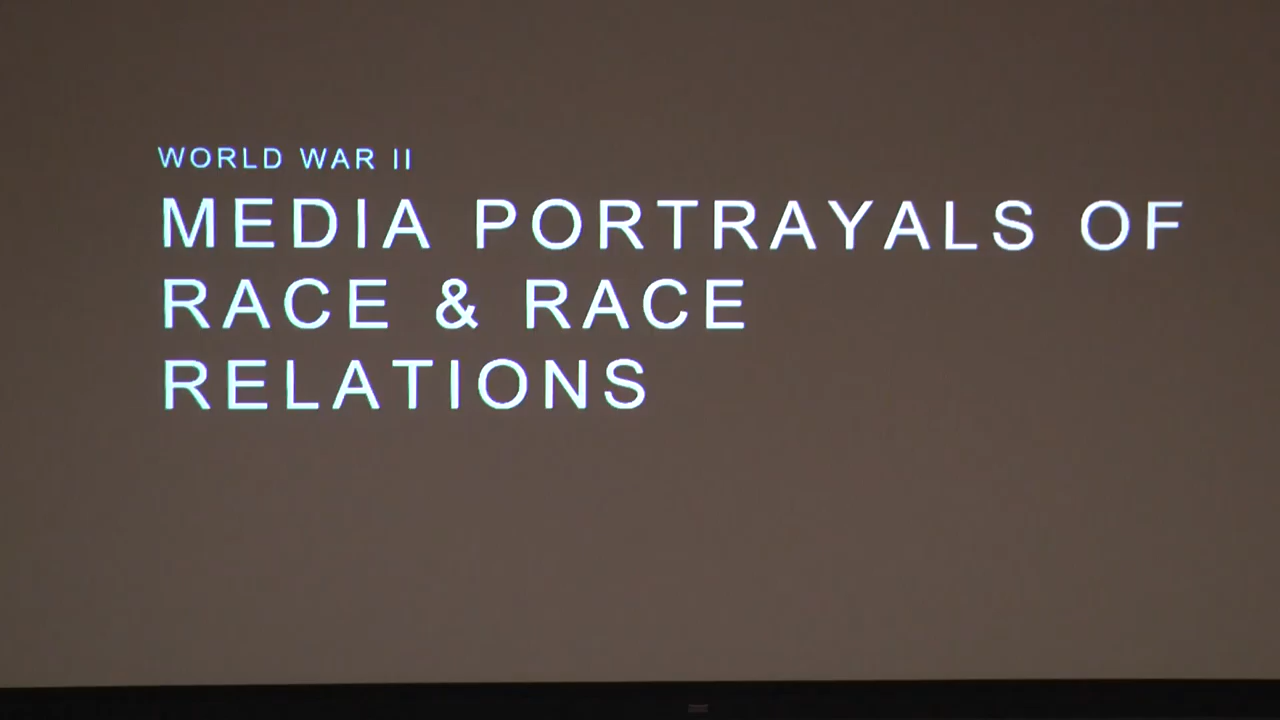 WORLD WAR II
MEDIA PORTRAYALS OF
RACE & RACE
RELATIONS